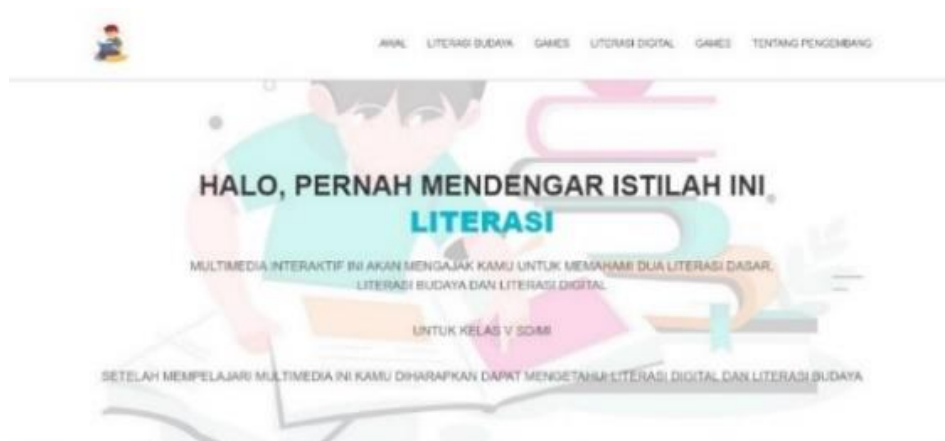 AWAL LITERASI BUDAYA GAMES LITERASI DIGITAL GAMES TENTANG PENGEMBANG
HALO, PERNAH MENDENGAR ISTILAH INI
LITERASI
MULTIMEDIA INTERAKTIF INI AKAN MENGAJAK KAMU UNTUK MEMAHAMI DUA LITERASI DASAR,
LITERASI BUDAYA DAN LITERASI DIGITAL
UNTUK KELAS V SD/MI
SETELAH MEMPELAJARI MULTIMEDIA INI KAMU DIHARAPKAN DAPAT MENGETAHUI LITERASI DIGITAL DAN LITERASI BUDAYA